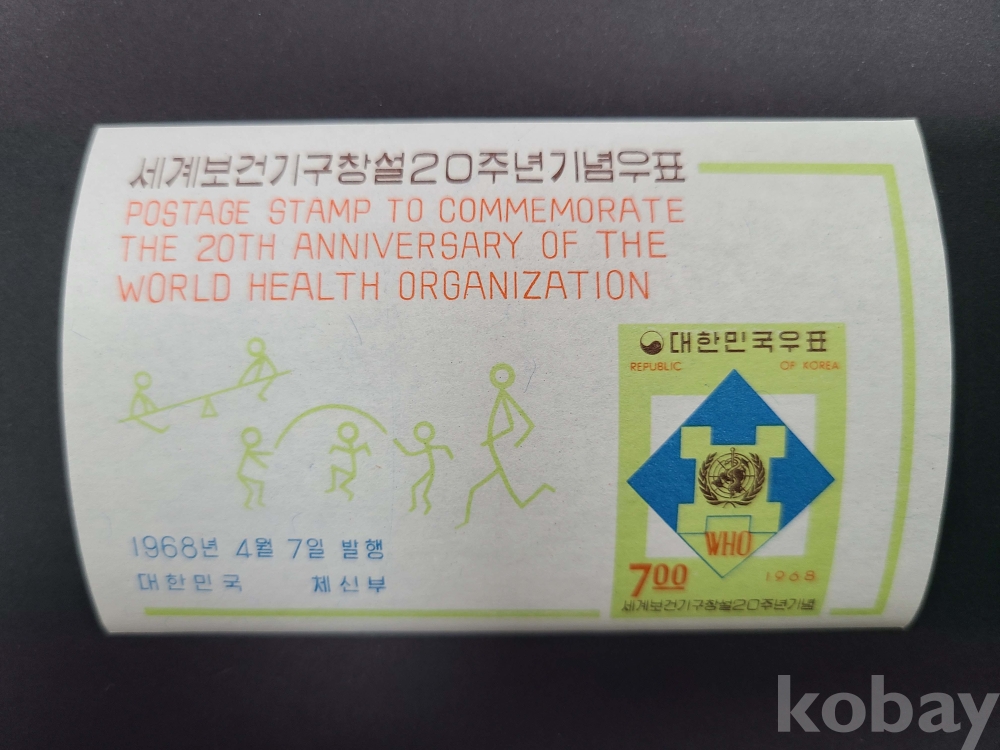 세계보건기구창설20주년기념우표
POSTAGE STAMP TO COMMEMORATE
THE 20TH ANNIVERSARY OF THE
WORLD HEALTH ORGANIZATION
대한민국우표
REPUBLIC OF KOREA
WHO
7.00 1968
세계보건기구창설20주년기념
1968년 4월 7일 발행
대한민국 체신부
kobay